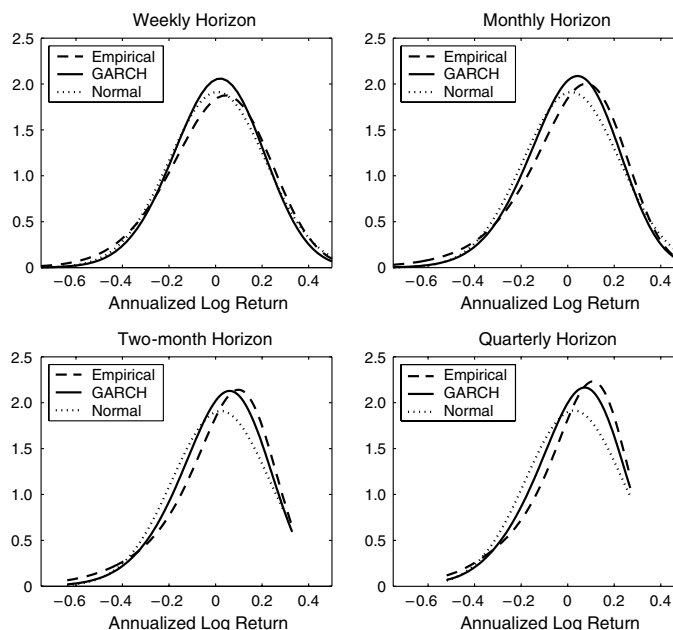 Weekly Horizon
2.5
2.0
1.5
1.0
0.5
0
Empirical
GARCH
Normal
−0.6 −0.4 −0.2 0 0.2 0.4
Annualized Log Return
Monthly Horizon
2.5
2.0
1.5
1.0
0.5
0
Empirical
GARCH
Normal
−0.6 −0.4 −0.2 0 0.2 0.4
Annualized Log Return
Two-month Horizon
2.5
2.0
1.5
1.0
0.5
0
Empirical
GARCH
Normal
−0.6 −0.4 −0.2 0 0.2 0.4
Annualized Log Return
Quarterly Horizon
2.5
2.0
1.5
1.0
0.5
0
Empirical
GARCH
Normal
−0.6 −0.4 −0.2 0 0.2 0.4
Annualized Log Return